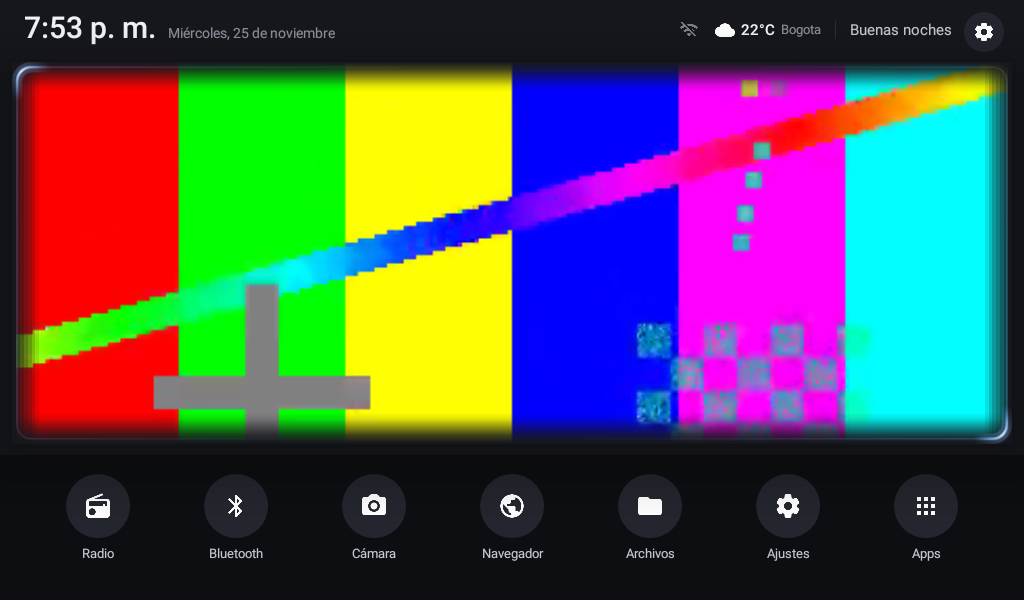 7:53 p. m. Miércoles, 25 de noviembre 22°C Bogota Buenas noches
Radio Bluetooth Cámara Navegador Archivos Ajustes Apps